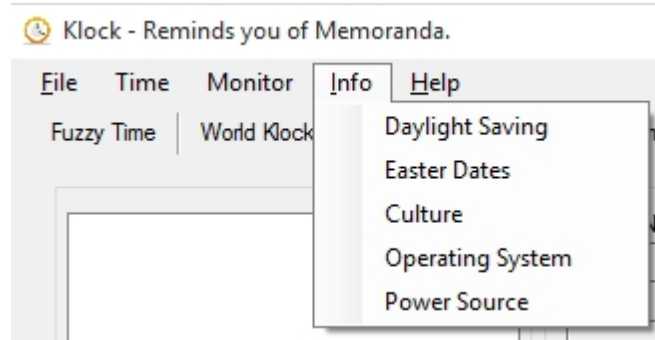 Klock - Reminds you of Memoranda.
File Time Monitor Info Help
Fuzzy Time World Klock
Daylight Saving
Easter Dates
Culture
Operating System
Power Source